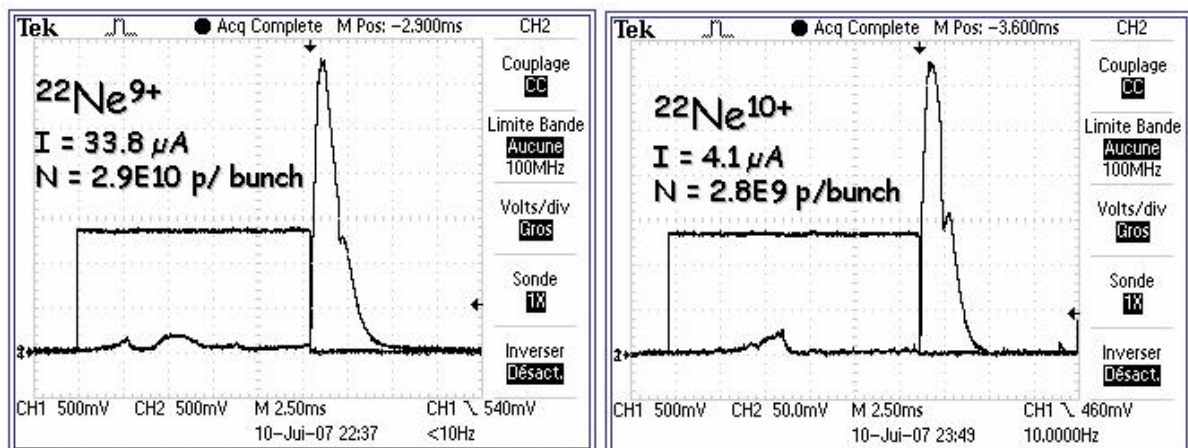 Tek Acq Complete M Pos: -2.900ms CH2
Couplage
CC
Limite Bande
Aucune
100MHz
Volts/div
Gros
Sonde
1X
Inverser
Désact.
²²Ne⁹⁺
I = 33.8 µA
N = 2.9E10 p/ bunch
2
CH1 500mV CH2 500mV M 2.50ms CH1 \ 540mV
10-Jui-07 22:37 <10Hz
Tek Acq Complete M Pos: -3.600ms CH2
Couplage
CC
Limite Bande
Aucune
100MHz
Volts/div
Gros
Sonde
1X
Inverser
Désact.
²²Ne¹⁰⁺
I = 4.1 µA
N = 2.8E9 p/bunch
2
CH1 500mV CH2 50.0mV M 2.50ms CH1 \ 460mV
10-Jui-07 23:49 10.0000Hz